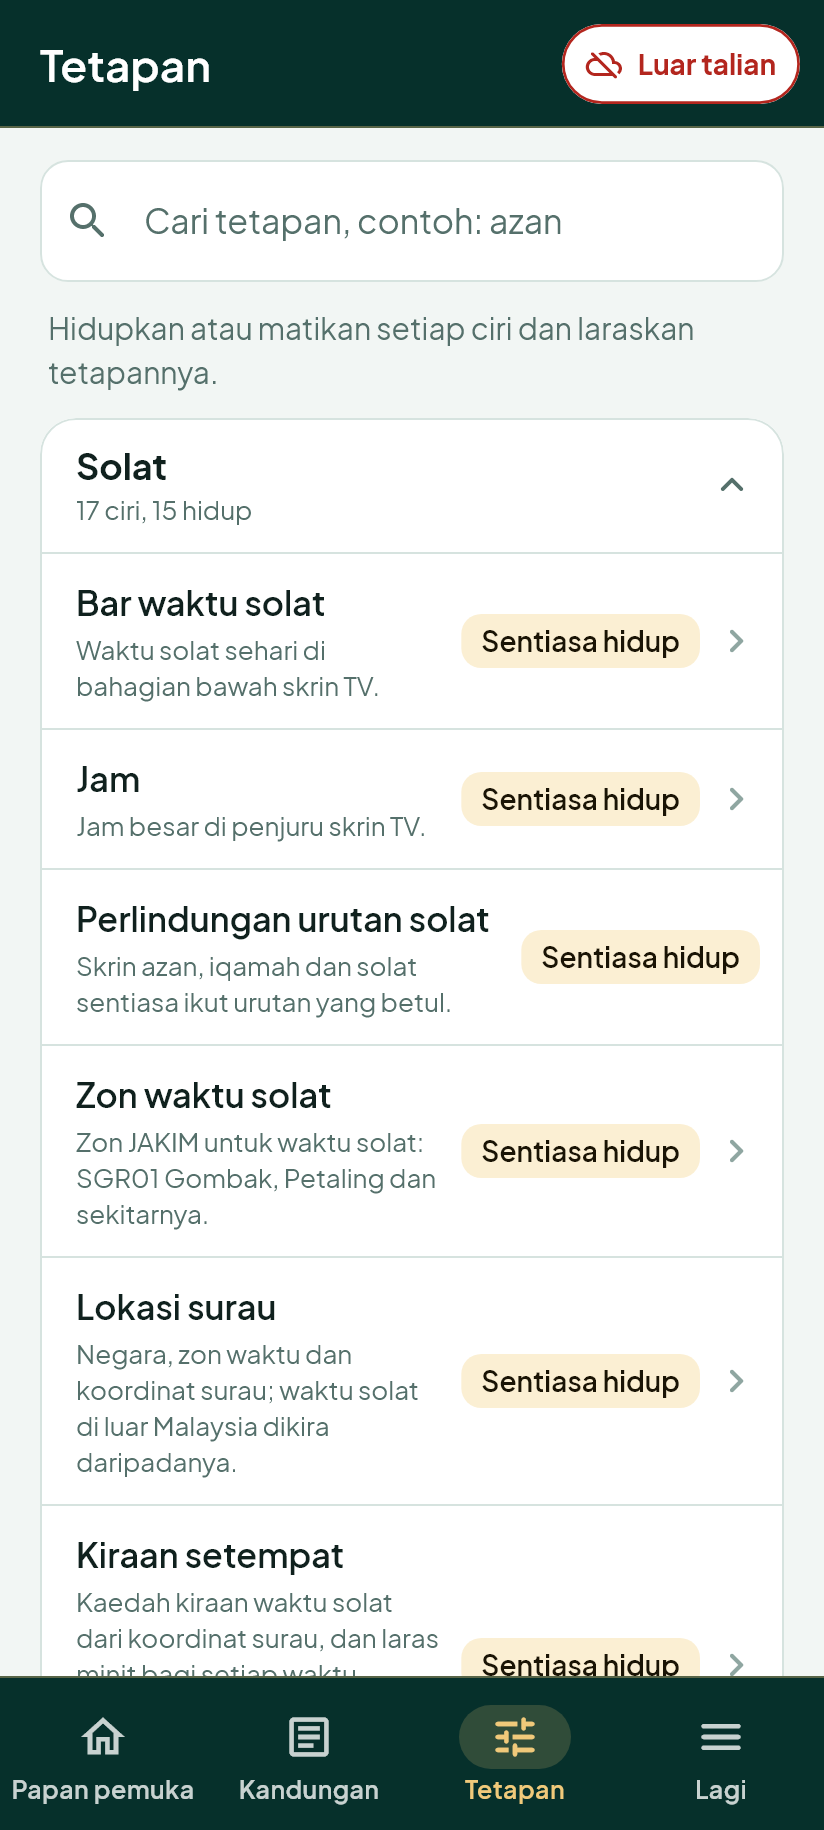 Tetapan
Luar talian
Cari tetapan, contoh: azan
Hidupkan atau matikan setiap ciri dan laraskan
tetapannya.
Solat
17 ciri, 15 hidup
Bar waktu solat
Waktu solat sehari di
bahagian bawah skrin TV.
Sentiasa hidup
Jam
Jam besar di penjuru skrin TV.
Sentiasa hidup
Perlindungan urutan solat
Skrin azan, iqamah dan solat
sentiasa ikut urutan yang betul.
Sentiasa hidup
Zon waktu solat
Zon JAKIM untuk waktu solat:
SGR01 Gombak, Petaling dan
sekitarnya.
Sentiasa hidup
Lokasi surau
Negara, zon waktu dan
koordinat surau; waktu solat
di luar Malaysia dikira
daripadanya.
Sentiasa hidup
Kiraan setempat
Kaedah kiraan waktu solat
dari koordinat surau, dan laras
minit bagi setiap waktu
Sentiasa hidup
Papan pemuka
Kandungan
Tetapan
Lagi